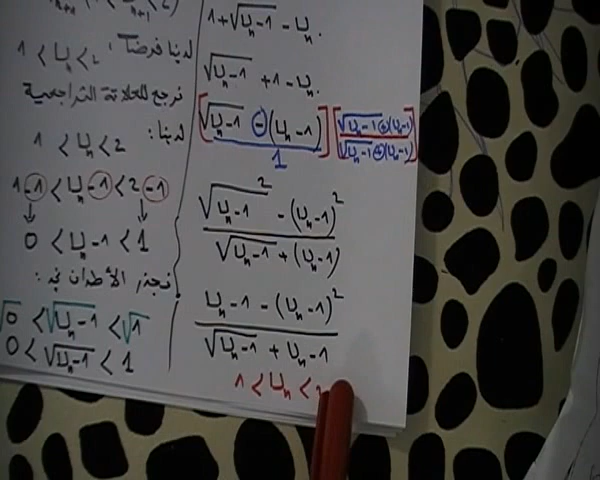 لدينا فرضا: 1 < Uₙ < 2
نرجع للعلاقة التراجعية
لدينا:
1 < Uₙ < 2
1 -1 < Uₙ -1 < 2 -1
0 < Uₙ-1 < 1
نجذر الأطراف نجد:
√0 < √(Uₙ-1) < √1
0 < √(Uₙ-1) < 1
1+√(Uₙ-1) - Uₙ.
√(Uₙ-1) +1 - Uₙ.
[(√(Uₙ-1) - (Uₙ-1))/1] [(√(Uₙ-1) + (Uₙ-1))/(√(Uₙ-1) + (Uₙ-1))]
(√(Uₙ-1)² - (Uₙ-1)²)/(√(Uₙ-1) + (Uₙ-1))
(Uₙ-1 - (Uₙ-1)²)/(√(Uₙ-1) + Uₙ-1)
1 < Uₙ <